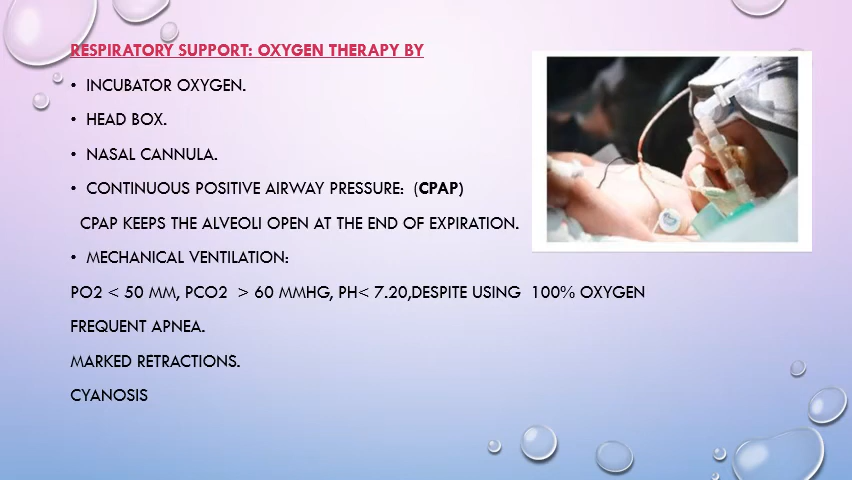 RESPIRATORY SUPPORT: OXYGEN THERAPY BY
• INCUBATOR OXYGEN.
• HEAD BOX.
• NASAL CANNULA.
• CONTINUOUS POSITIVE AIRWAY PRESSURE: (CPAP)
CPAP KEEPS THE ALVEOLI OPEN AT THE END OF EXPIRATION.
• MECHANICAL VENTILATION:
PO2 < 50 MM, PCO2 > 60 MMHG, PH< 7.20,DESPITE USING 100% OXYGEN
FREQUENT APNEA.
MARKED RETRACTIONS.
CYANOSIS